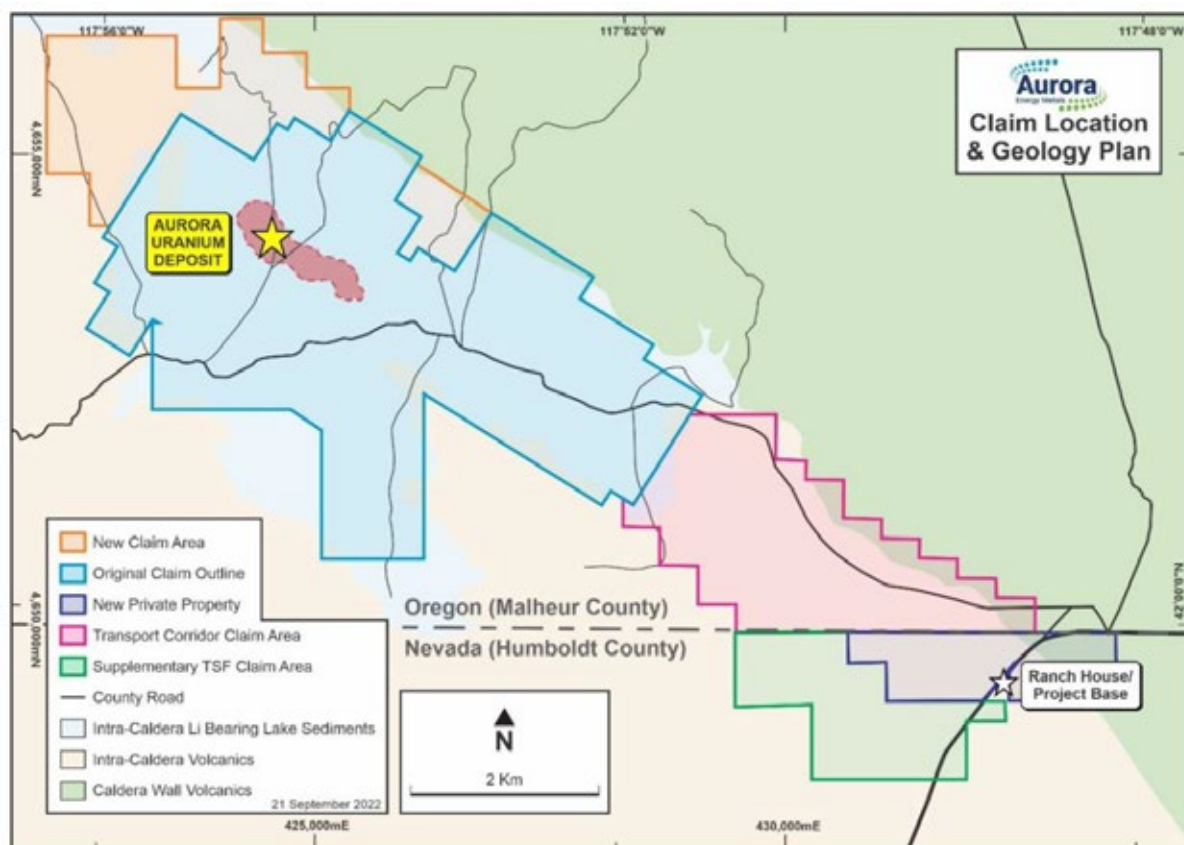 117°56'0"W
117°52'0"W
117°48'0"W
Aurora
Energy Metals
Claim Location
& Geology Plan
4,655,000mN
AURORA
URANIUM
DEPOSIT
New Claim Area
Original Claim Outline
New Private Property
Transport Corridor Claim Area
Supplementary TSF Claim Area
County Road
Intra-Caldera Li Bearing Lake Sediments
Intra-Caldera Volcanics
Caldera Wall Volcanics
21 September 2022
4,650,000mN
Oregon (Malheur County)
Nevada (Humboldt County)
Ranch House/
Project Base
N
2 Km
425,000mE
430,000mE